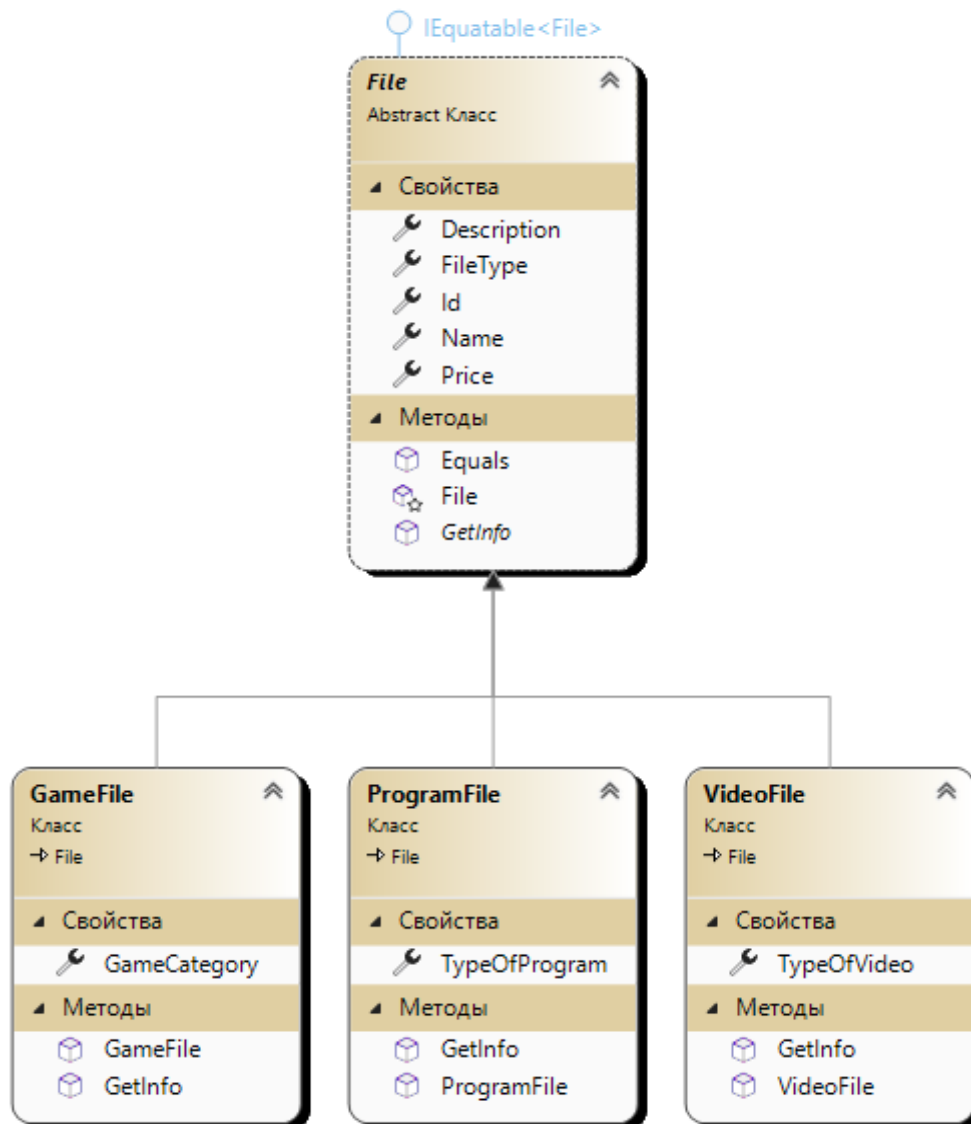 IEquatable<File>
File
Abstract Класс
Свойства
Description
FileType
Id
Name
Price
Методы
Equals
File
GetInfo
GameFile
Класс
File
Свойства
GameCategory
Методы
GameFile
GetInfo
ProgramFile
Класс
File
Свойства
TypeOfProgram
Методы
GetInfo
ProgramFile
VideoFile
Класс
File
Свойства
TypeOfVideo
Методы
GetInfo
VideoFile